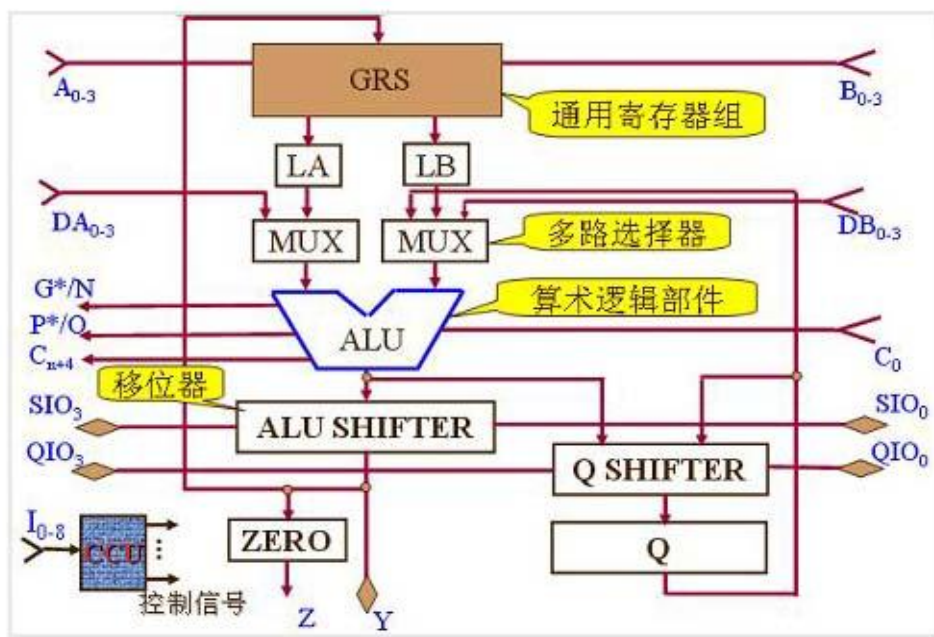 GRS
A0-3
B0-3
通用寄存器组
LA
LB
DA0-3
DB0-3
MUX
MUX
多路选择器
G*/N
算术逻辑部件
P*/O
ALU
Cn+4
C0
移位器
SIO3
ALU SHIFTER
SIO0
QIO3
Q SHIFTER
QIO0
I0-8
CCU
ZERO
Q
控制信号
Z
Y